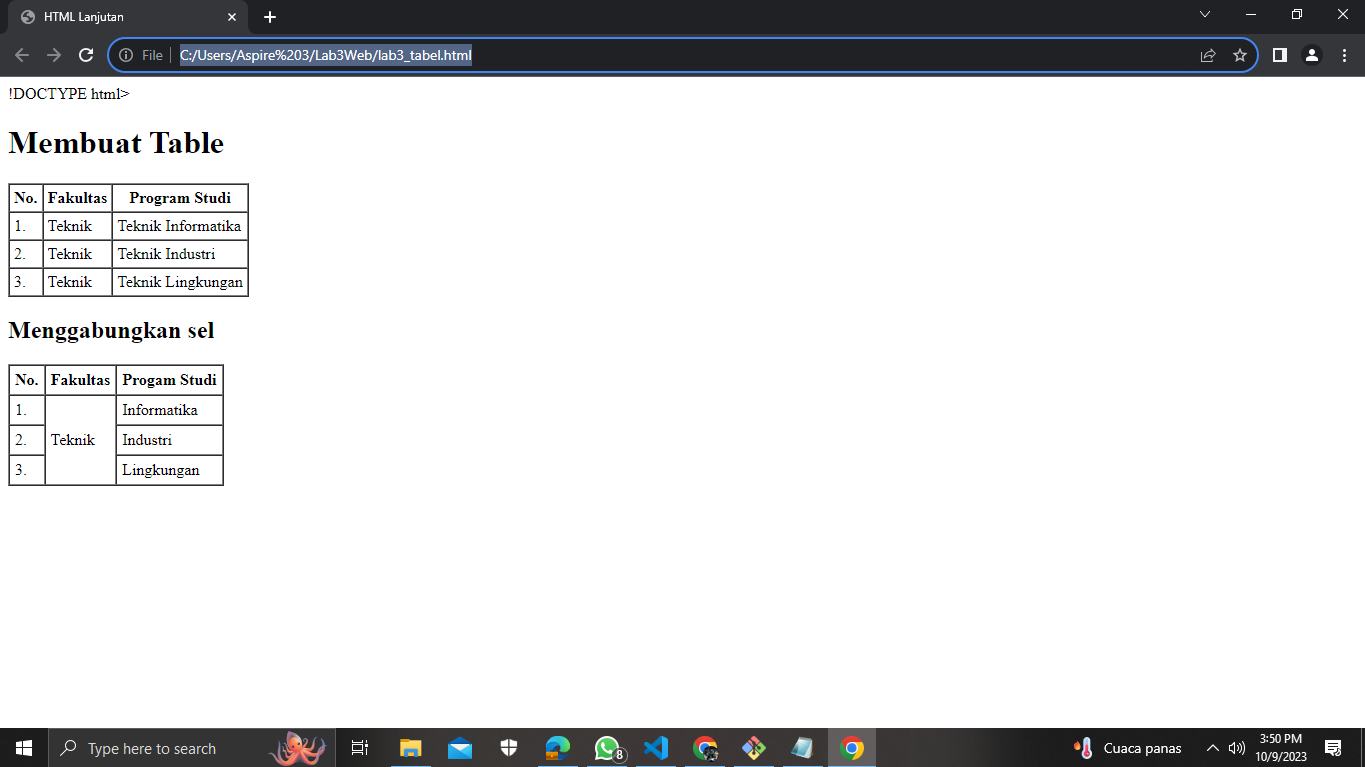 HTML Lanjutan
File
C:/Users/Aspire%203/Lab3Web/lab3_tabel.html
!DOCTYPE html>
Membuat Table
No. Fakultas Program Studi
1. Teknik Teknik Informatika
2. Teknik Teknik Industri
3. Teknik Teknik Lingkungan
Menggabungkan sel
No. Fakultas Progam Studi
1. Informatika
2. Teknik Industri
3. Lingkungan
Type here to search
8
Cuaca panas
3:50 PM
10/9/2023